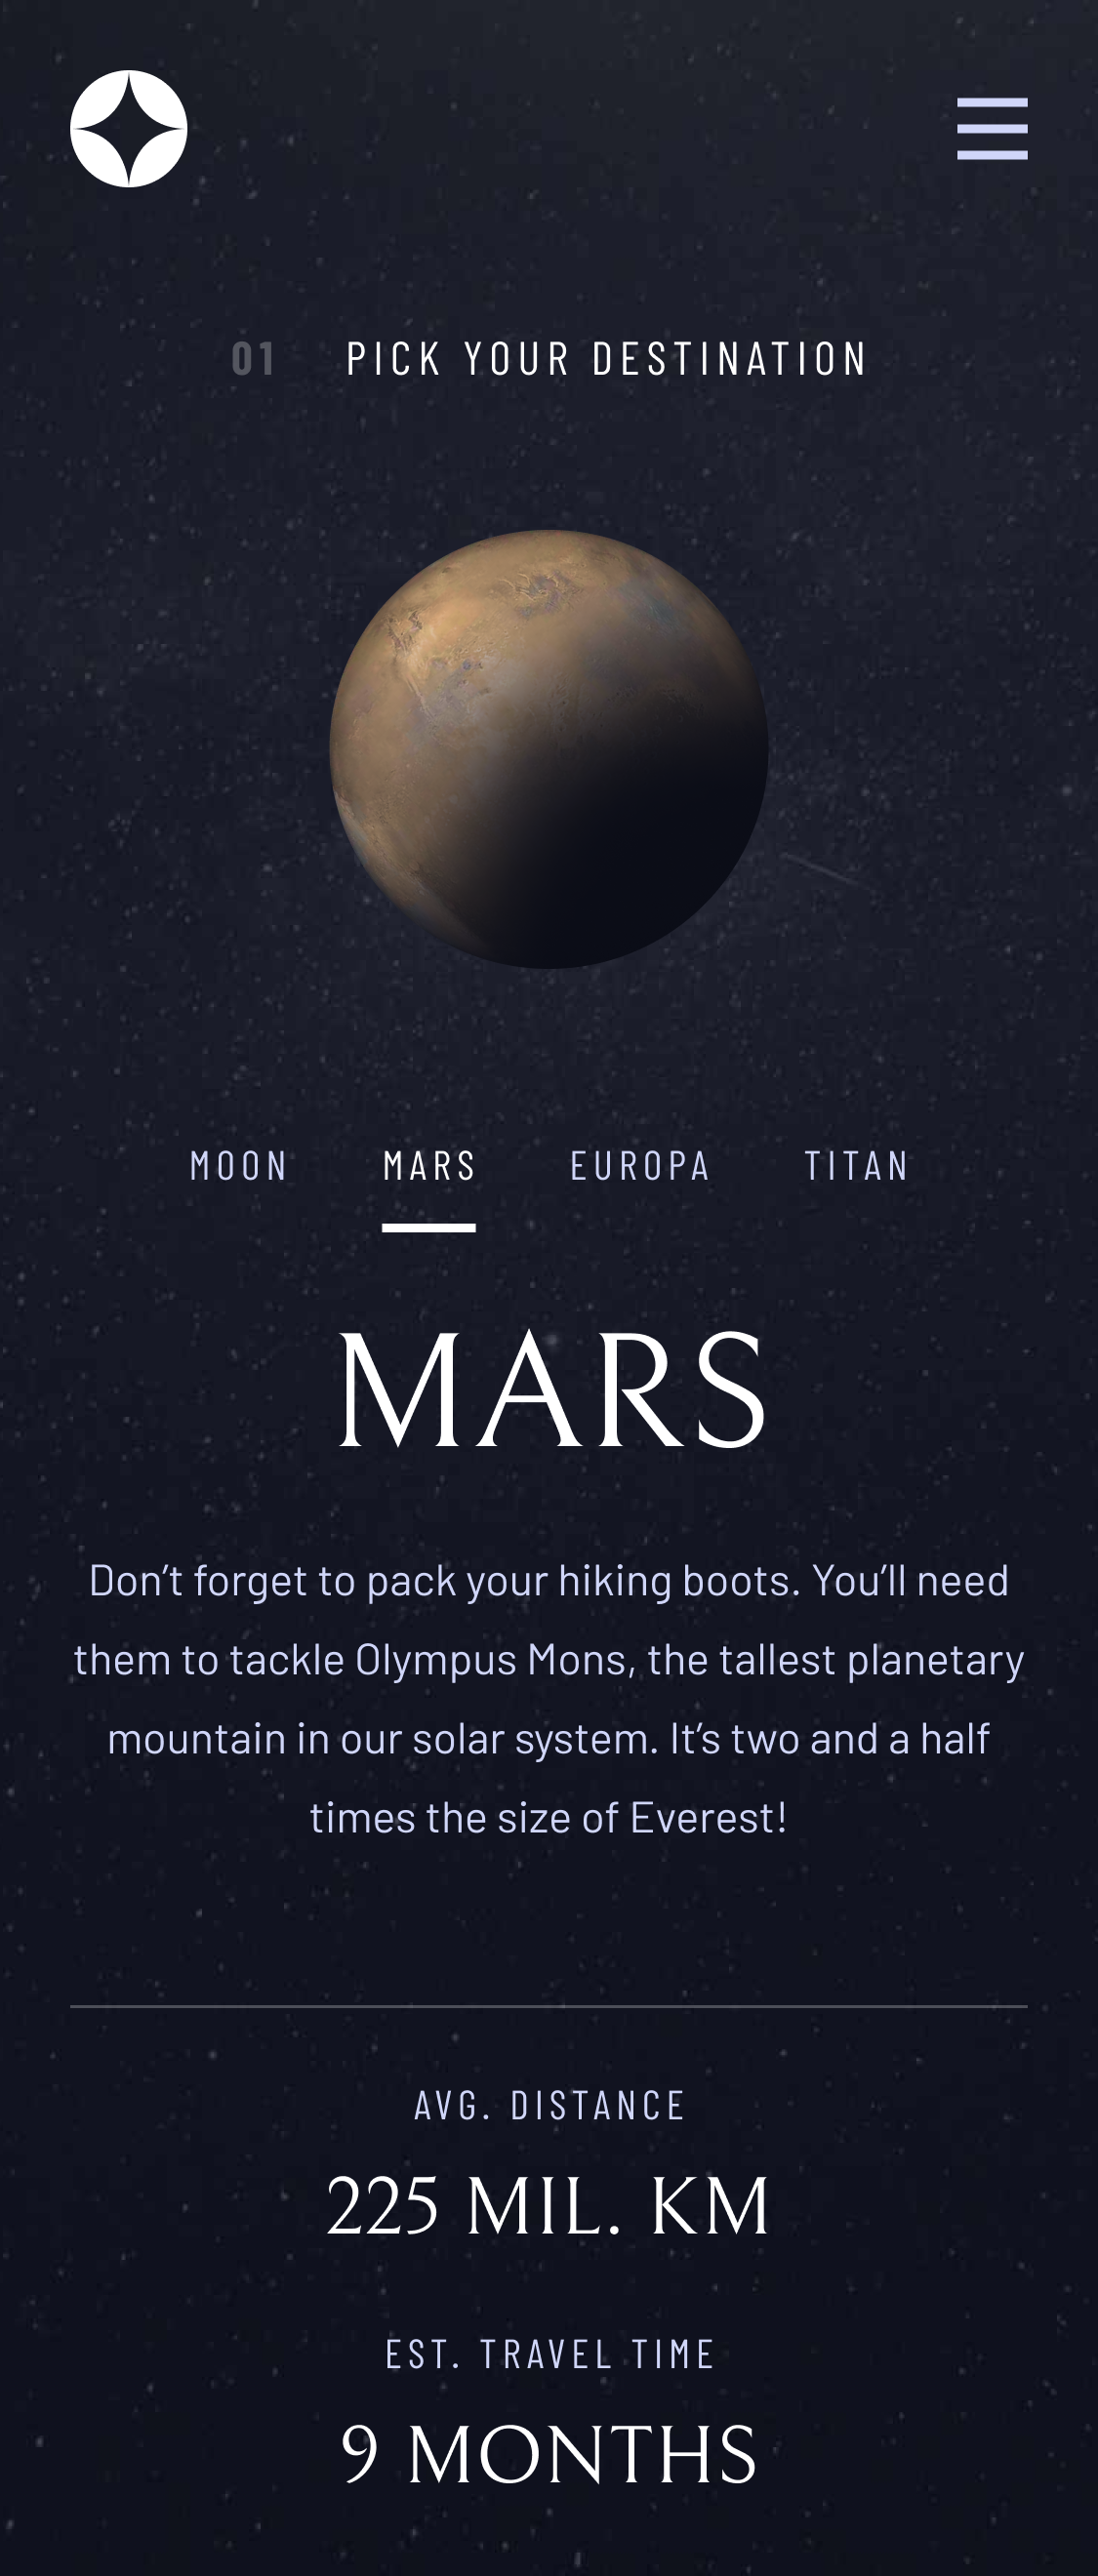 01 PICK YOUR DESTINATION
MOON MARS EUROPA TITAN
MARS
Don’t forget to pack your hiking boots. You’ll need
them to tackle Olympus Mons, the tallest planetary
mountain in our solar system. It’s two and a half
times the size of Everest!
AVG. DISTANCE
225 MIL. KM
EST. TRAVEL TIME
9 MONTHS